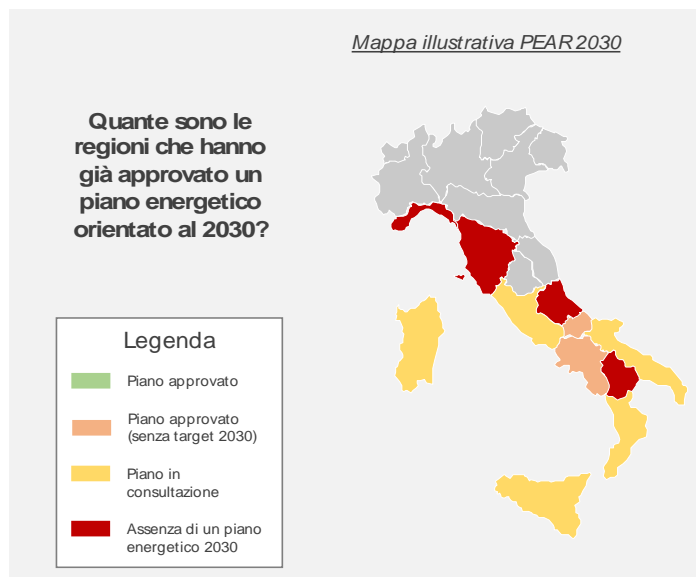 Mappa illustrativa PEAR 2030
Quante sono le
regioni che hanno
già approvato un
piano energetico
orientato al 2030?
Legenda
Piano approvato
Piano approvato
(senza target 2030)
Piano in
consultazione
Assenza di un piano
energetico 2030